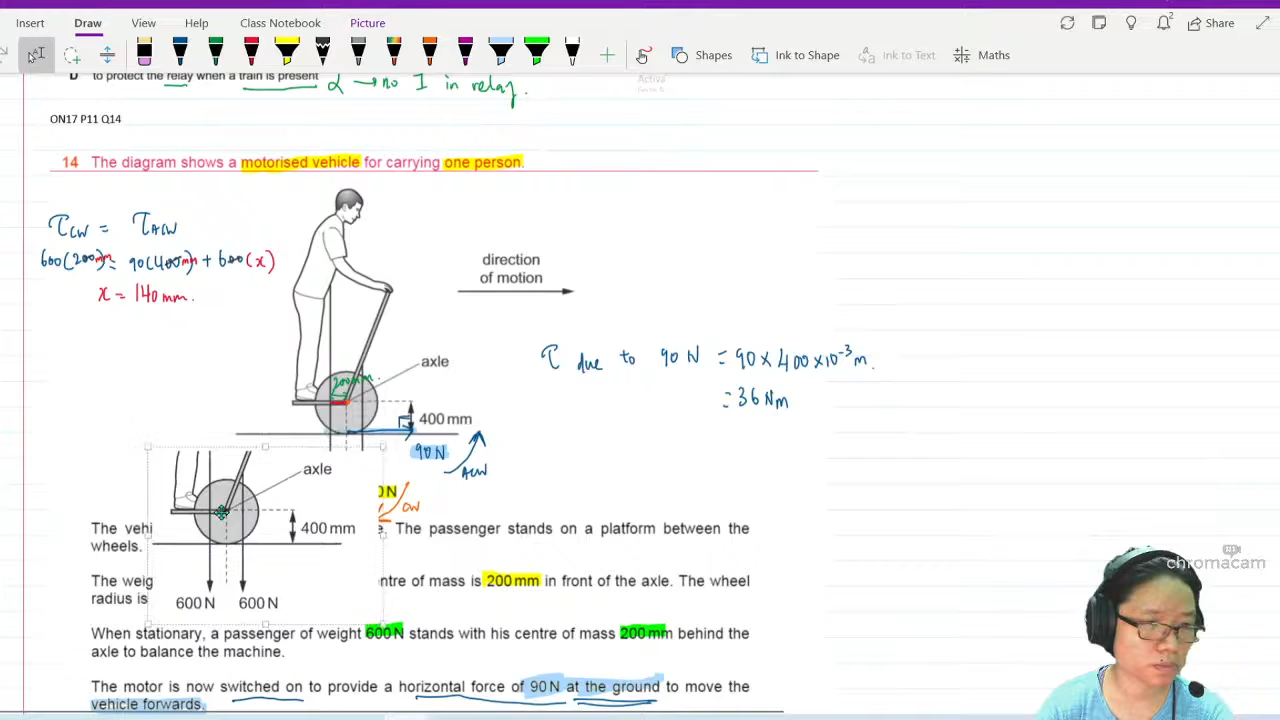 Insert Draw View Help Class Notebook Picture Share
Shapes Ink to Shape Ink to Text Maths
D to protect the relay when a train is present α → no I in relay.
ON17 P11 Q14
14 The diagram shows a motorised vehicle for carrying one person.
τCW = τACW
600(200mm) = 90(400mm) + 600(x)
x = 140 mm.
direction
of motion
axle
200mm.
400 mm
90 N
ACW
τ due to 90 N = 90 × 400 × 10⁻³ m.
= 36 Nm
axle
400 mm
600 N 600 N
0 N
CW
The vehi
e. The passenger stands on a platform between the
wheels.
The weig
ntre of mass is 200 mm in front of the axle. The wheel
radius is
When stationary, a passenger of weight 600 N stands with his centre of mass 200 mm behind the
axle to balance the machine.
The motor is now switched on to provide a horizontal force of 90 N at the ground to move the
vehicle forwards.
chromacam